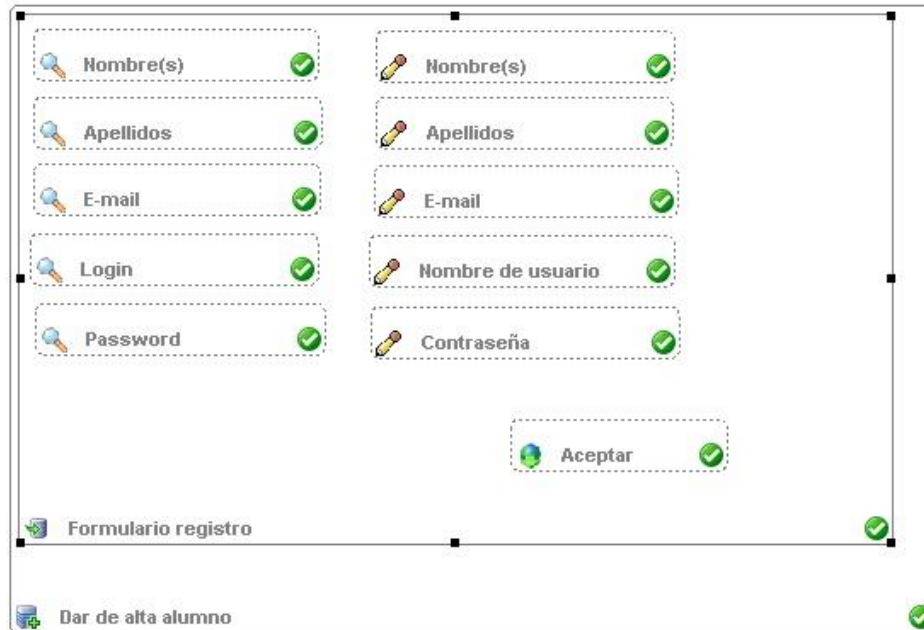 Nombre(s) Nombre(s)
Apellidos Apellidos
E-mail E-mail
Login Nombre de usuario
Password Contraseña
Aceptar
Formulario registro
Dar de alta alumno